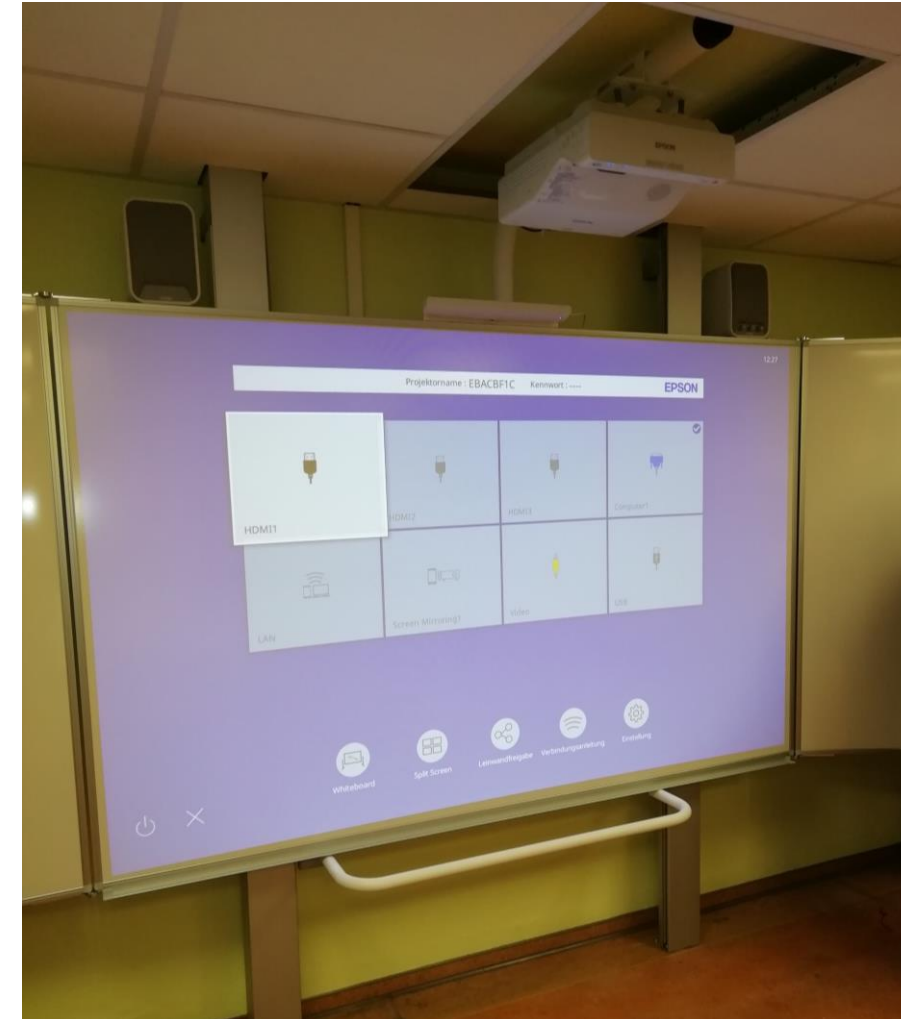 EPSON
12:27
Projektorname : EBACBF1C Kennwort : ----
EPSON
HDMI1
HDMI2
HDMI3
Computer1
LAN
Screen Mirroring1
Video
USB
Whiteboard
Split Screen
Leinwandfreigabe
Verbindungsanleitung
Einstellung